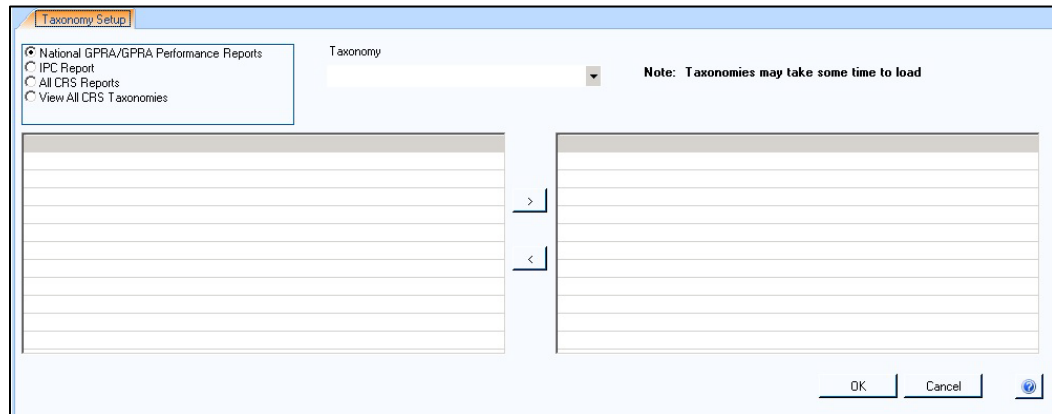 Taxonomy Setup
National GPRA/GPRA Performance Reports
IPC Report
All CRS Reports
View All CRS Taxonomies
Taxonomy
Note: Taxonomies may take some time to load
>
<
OK
Cancel
?